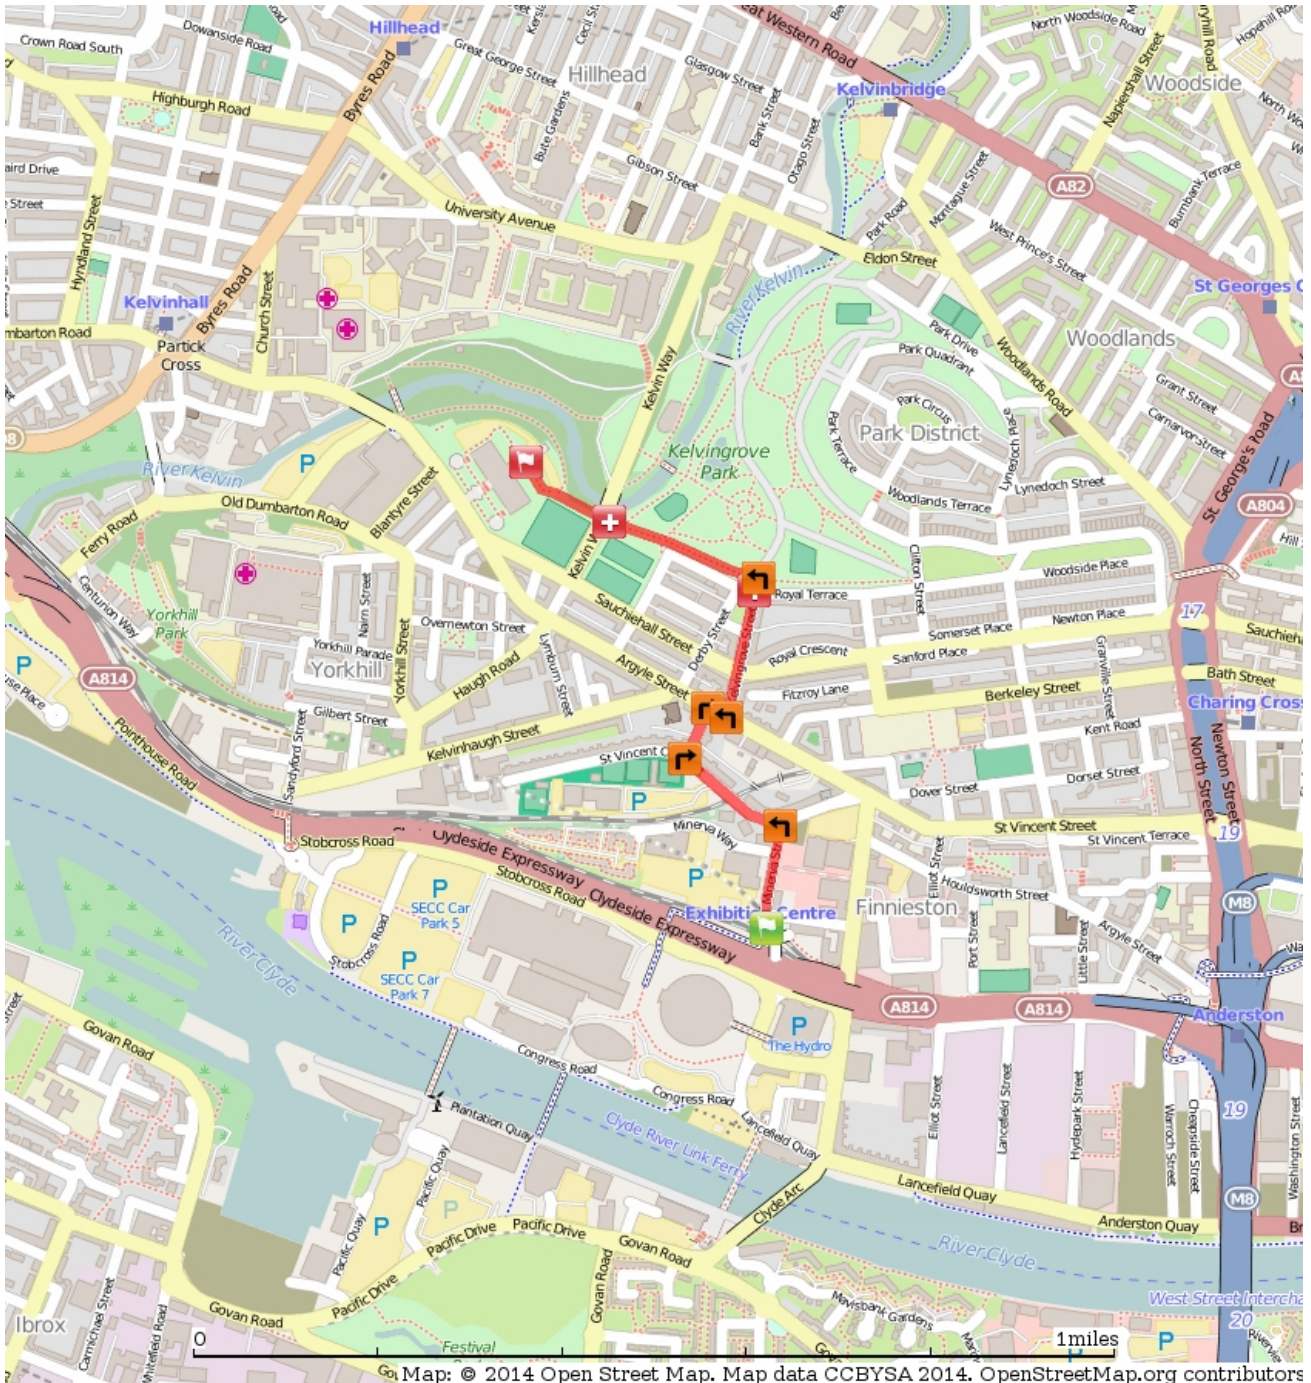 Crown Road South
Dowanside Road
Hillhead
Great George Street
Hillhead
Cecil St
Glasgow Street
Great Western Road
North Woodside Road
Woodside
Napiershall Street
Hopehill Road
Highburgh Road
Byres Road
Bute Gardens
Bank Street
Otago Street
Kelvinbridge
Gibson Street
Montague Street
A82
Burnbank Terrace
Hyndland Street
University Avenue
Park Road
West Prince's Street
Eldon Street
Kelvinhall
Byres Road
Church Street
River Kelvin
St Georges C
Partick
Cross
Kelvin Way
Park Drive
Park Quadrant
Woodlands
Woodlands Road
Grant Street
Carnarvon Street
Park Circus
Park District
Park Terrace
Lynedoch Place
Kelvingrove
Park
River Kelvin
Lynedoch Street
Woodlands Terrace
St. George's Road
A804
Old Dumbarton Road
Blantyre Street
Ferry Road
Kelvin W
Clifton Street
Woodlands Place
Royal Terrace
Centurion Way
Yorkhill
Park
Nairn Street
Overnewton Street
Sauchiehall Street
Derby Street
Kelvingrove Street
Somerset Place
Newton Place
17
Sauchieha
Yorkhill Parade
Yorkhill
Yorkhill Street
Haugh Road
Lymburn Street
Argyle Street
Royal Crescent
Sanford Place
Granville Street
Bath Street
A814
Fitzroy Lane
Berkeley Street
Charing Cross
Gilbert Street
Kent Road
Pointhouse Road
Sandyford Street
Kelvinhaugh Street
St Vincent C
Dorset Street
Dover Street
North Street
Newton Street
Minerva Way
St Vincent Street
St Vincent Terrace
19
Stobcross Road
Clydeside Expressway
Clydeside Expressway
Stobcross Road
Minerva Str
Elliot Street
Houldsworth Street
M8
SECC Car
Park 5
Exhibition Centre
Finnieston
Argyle Street
River Clyde
Stobcross Road
SECC Car
Park 7
Port Street
Little Street
A814
A814
Anderston
Govan Road
The Hydro
Congress Road
Congress Road
Plantation Quay
Clyde River Link Ferry
Lancefield Quay
Elliot Street
Lancefield Street
Hydepark Street
Warroch Street
Cheapside Street
19
Washington Street
Pacific Quay
Clyde Arc
Lancefield Quay
Anderston Quay
M8
Pacific Quay
Pacific Drive
Pacific Drive
Govan Road
River Clyde
Pacific Drive
Govan Road
Govan Road
Mavisbank Gardens
West Street Intercha
20
Ibrox
Carmichael Street
Whitefield Road
Festival
0
1miles
Map: © 2014 Open Street Map. Map data CCBYSA 2014. OpenStreetMap.org contributors